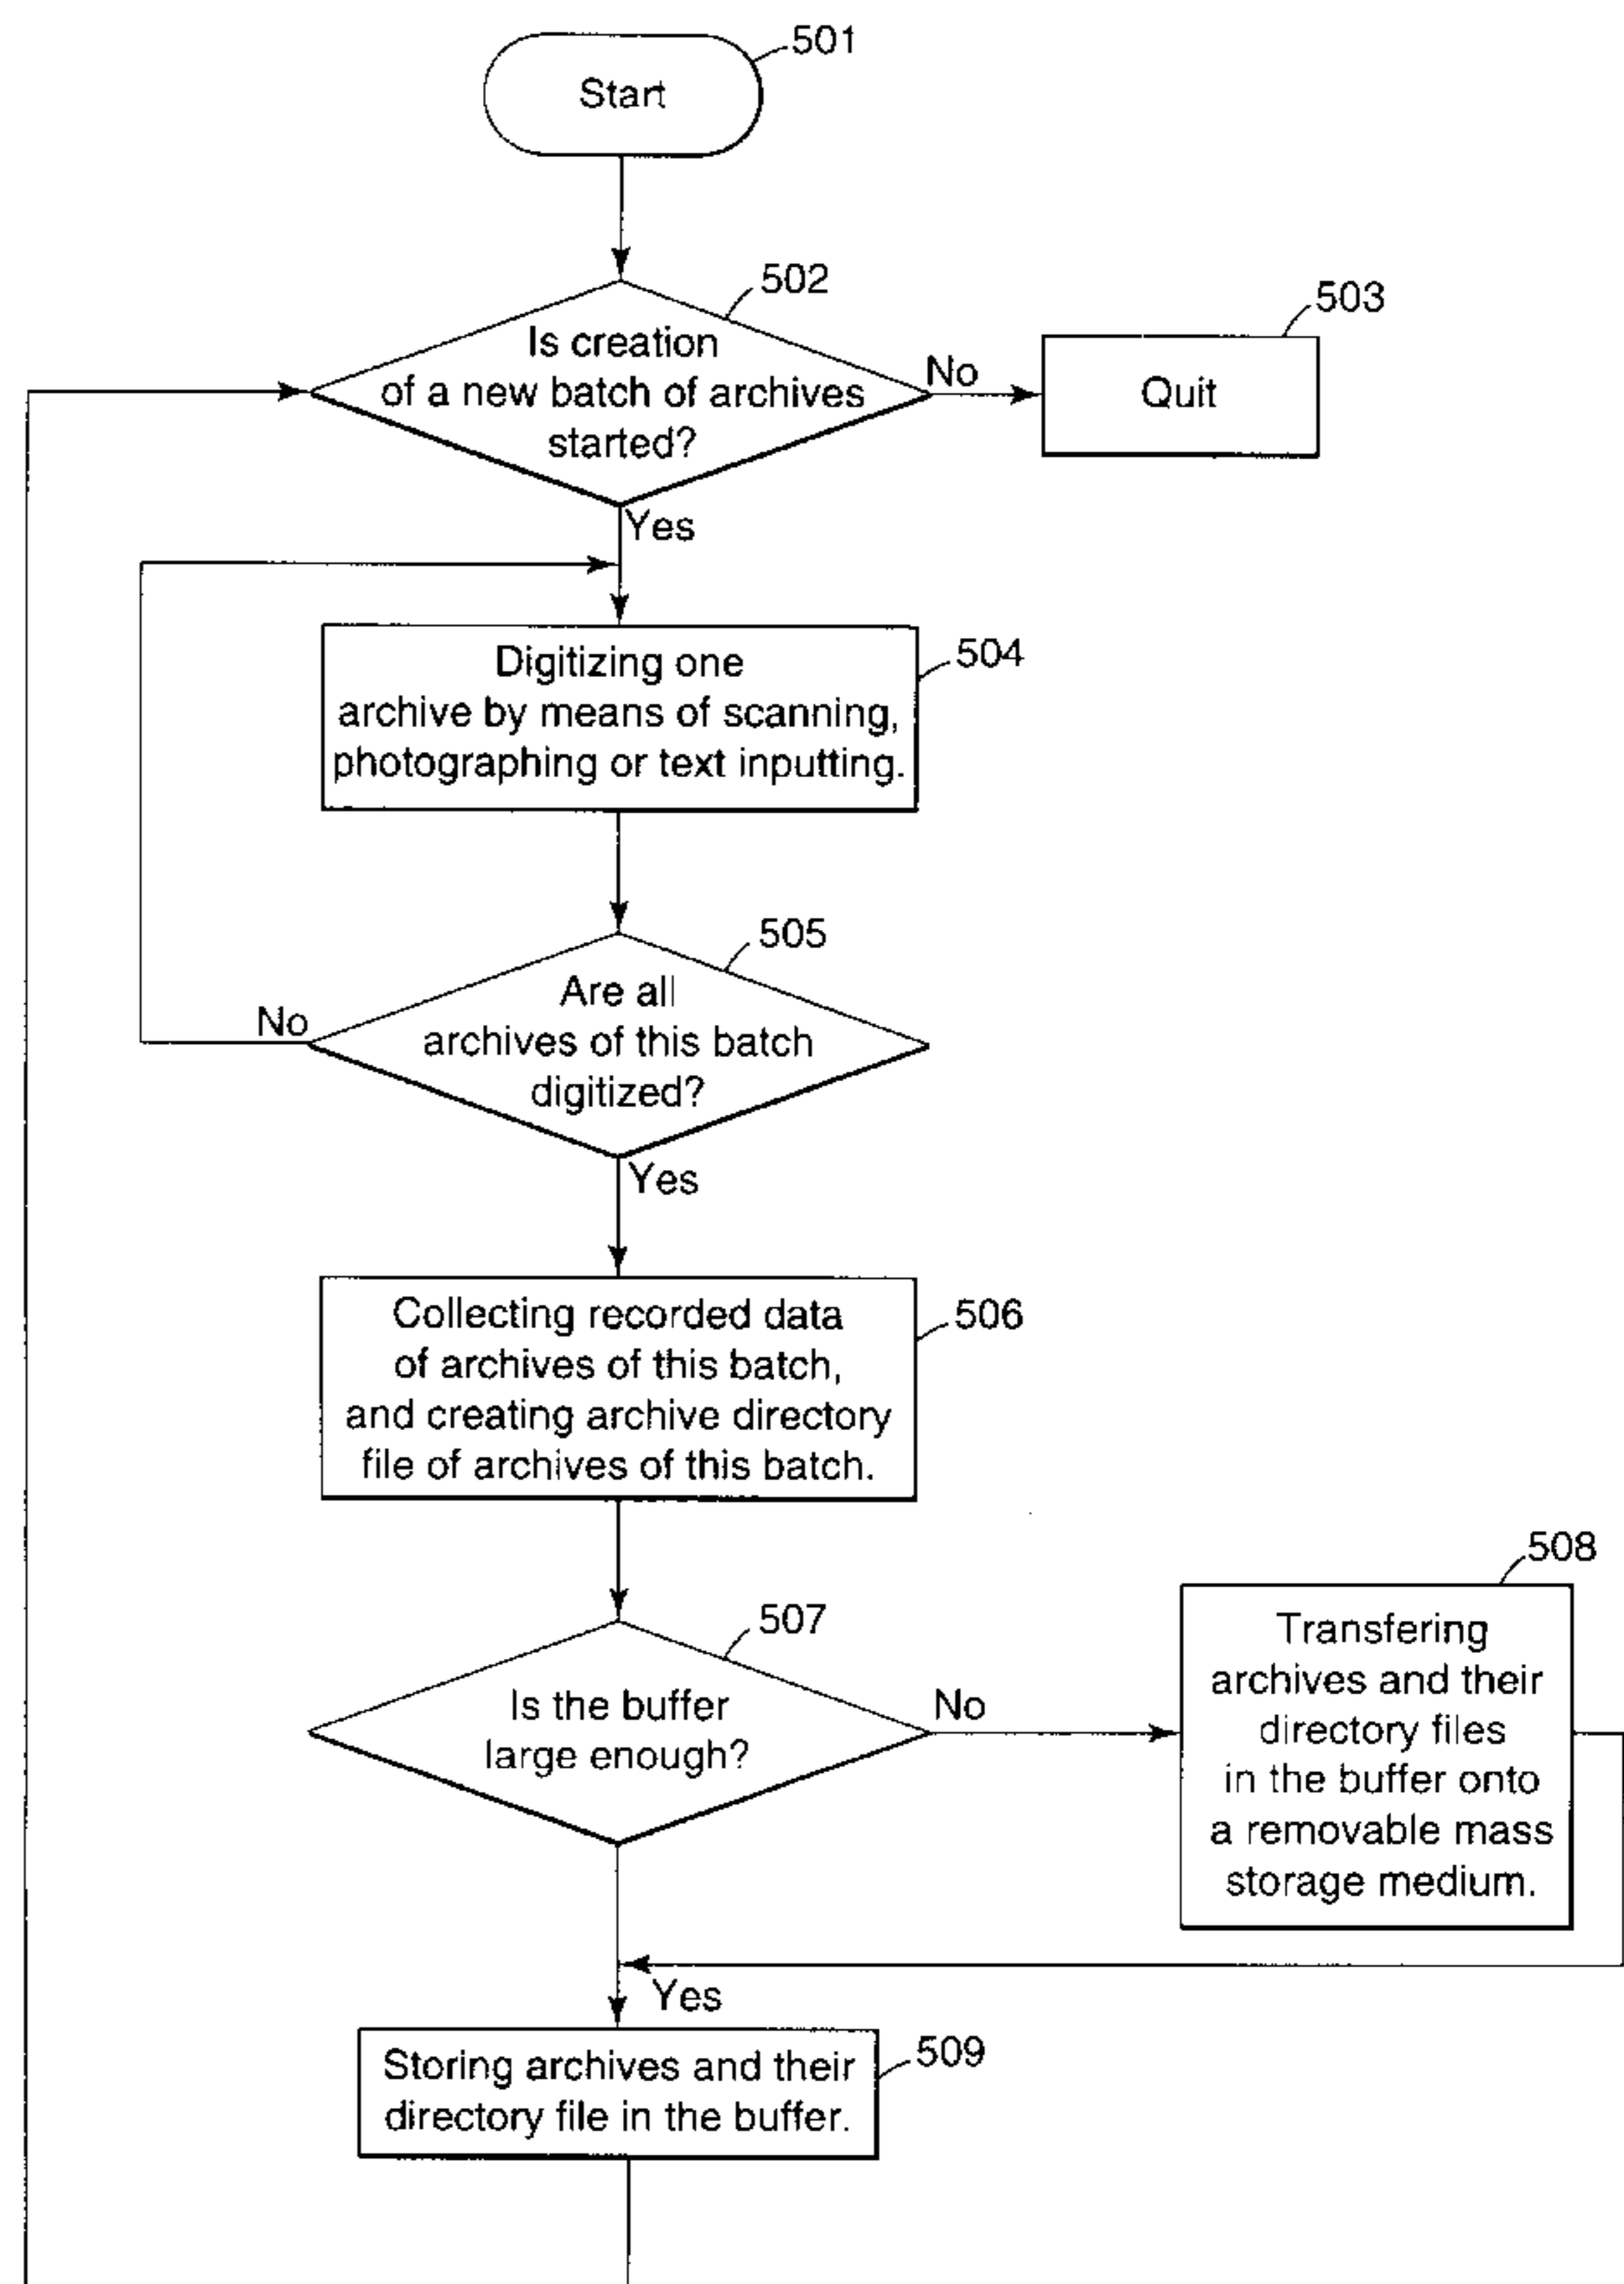 501
Start
502
Is creation
of a new batch of archives
started?
No
503
Quit
Yes
504
Digitizing one
archive by means of scanning,
photographing or text inputting.
505
Are all
archives of this batch
digitized?
No
Yes
506
Collecting recorded data
of archives of this batch,
and creating archive directory
file of archives of this batch.
507
Is the buffer
large enough?
No
508
Transfering
archives and their
directory files
in the buffer onto
a removable mass
storage medium.
Yes
509
Storing archives and their
directory file in the buffer.